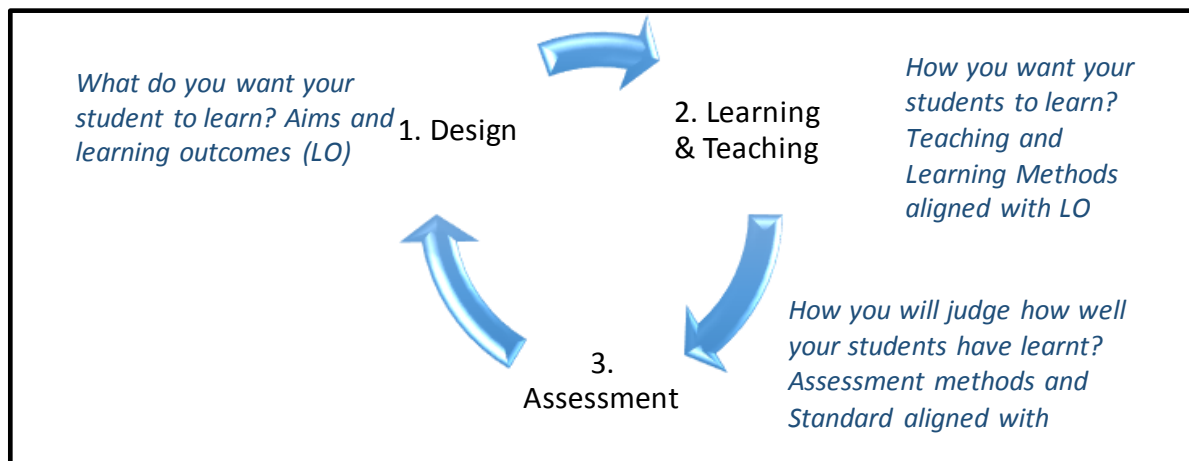 What do you want your
student to learn? Aims and
learning outcomes (LO)
1. Design
2. Learning
& Teaching
How you want your
students to learn?
Teaching and
Learning Methods
aligned with LO
3.
Assessment
How you will judge how well
your students have learnt?
Assessment methods and
Standard aligned with